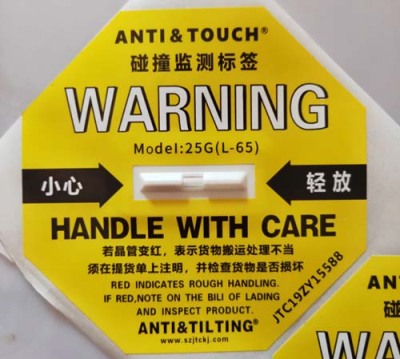 ANTI&TOUCH®
碰撞监测标签
WARNING
Model:25G(L-65)
小心
轻放
HANDLE WITH CARE
若晶管变红，表示货物搬运处理不当
须在提货单上注明，并检查货物是否损坏
RED INDICATES ROUGH HANDLING.
IF RED,NOTE ON THE BILI OF LADING
AND INSPECT PRODUCT.
ANTI&TILTING®
www.szjtckj.com
JTC19ZY15588
ANTI&
碰撞
WAR